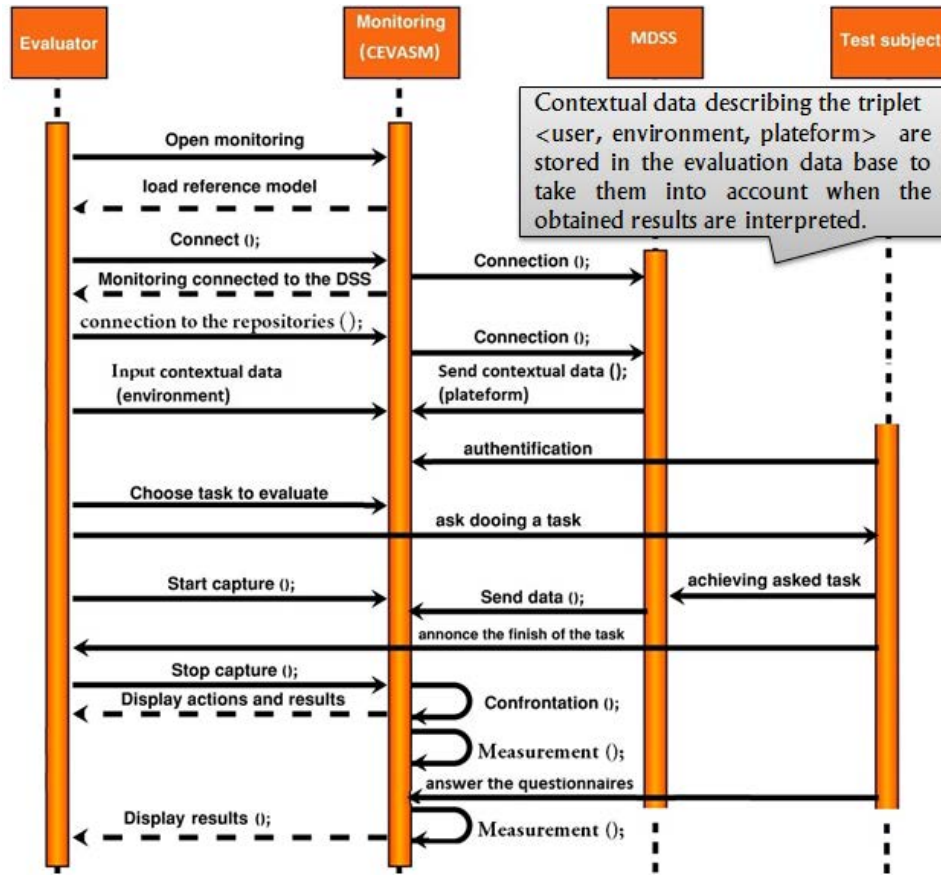 Evaluator
Monitoring
(CEVASM)
MDSS
Test subject
Contextual data describing the triplet
<user, environment, plateform> are
stored in the evaluation data base to
take them into account when the
obtained results are interpreted.
Open monitoring
load reference model
Connect ();
Connection ();
Monitoring connected to the DSS
connection to the repositories ();
Connection ();
Input contextual data
(environment)
Send contextual data ();
(plateform)
authentification
Choose task to evaluate
ask dooing a task
achieving asked task
Start capture ();
Send data ();
annonce the finish of the task
Stop capture ();
Display actions and results
Confrontation ();
Measurement ();
answer the questionnaires
Display results ();
Measurement ();